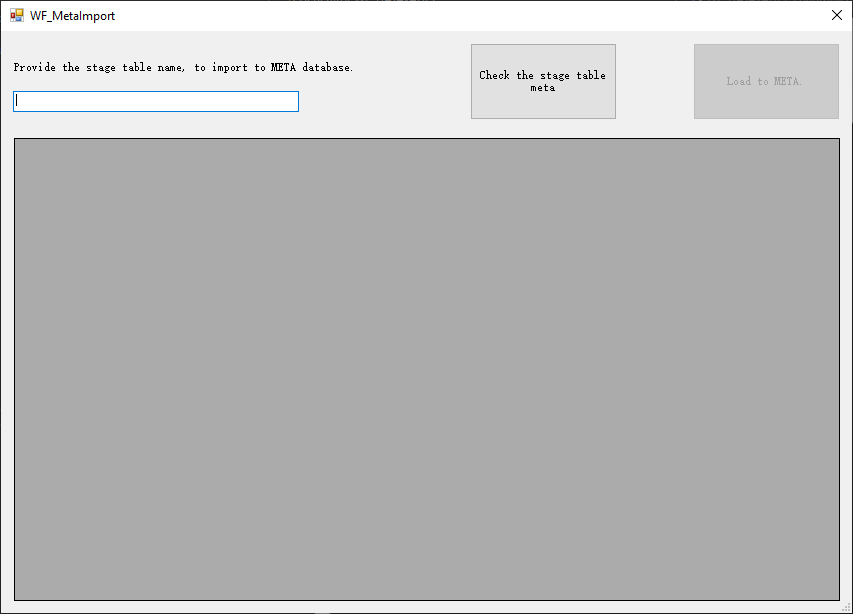 WF_MetaImport
Provide the stage table name, to import to META database.
Check the stage table
meta
Load to META.